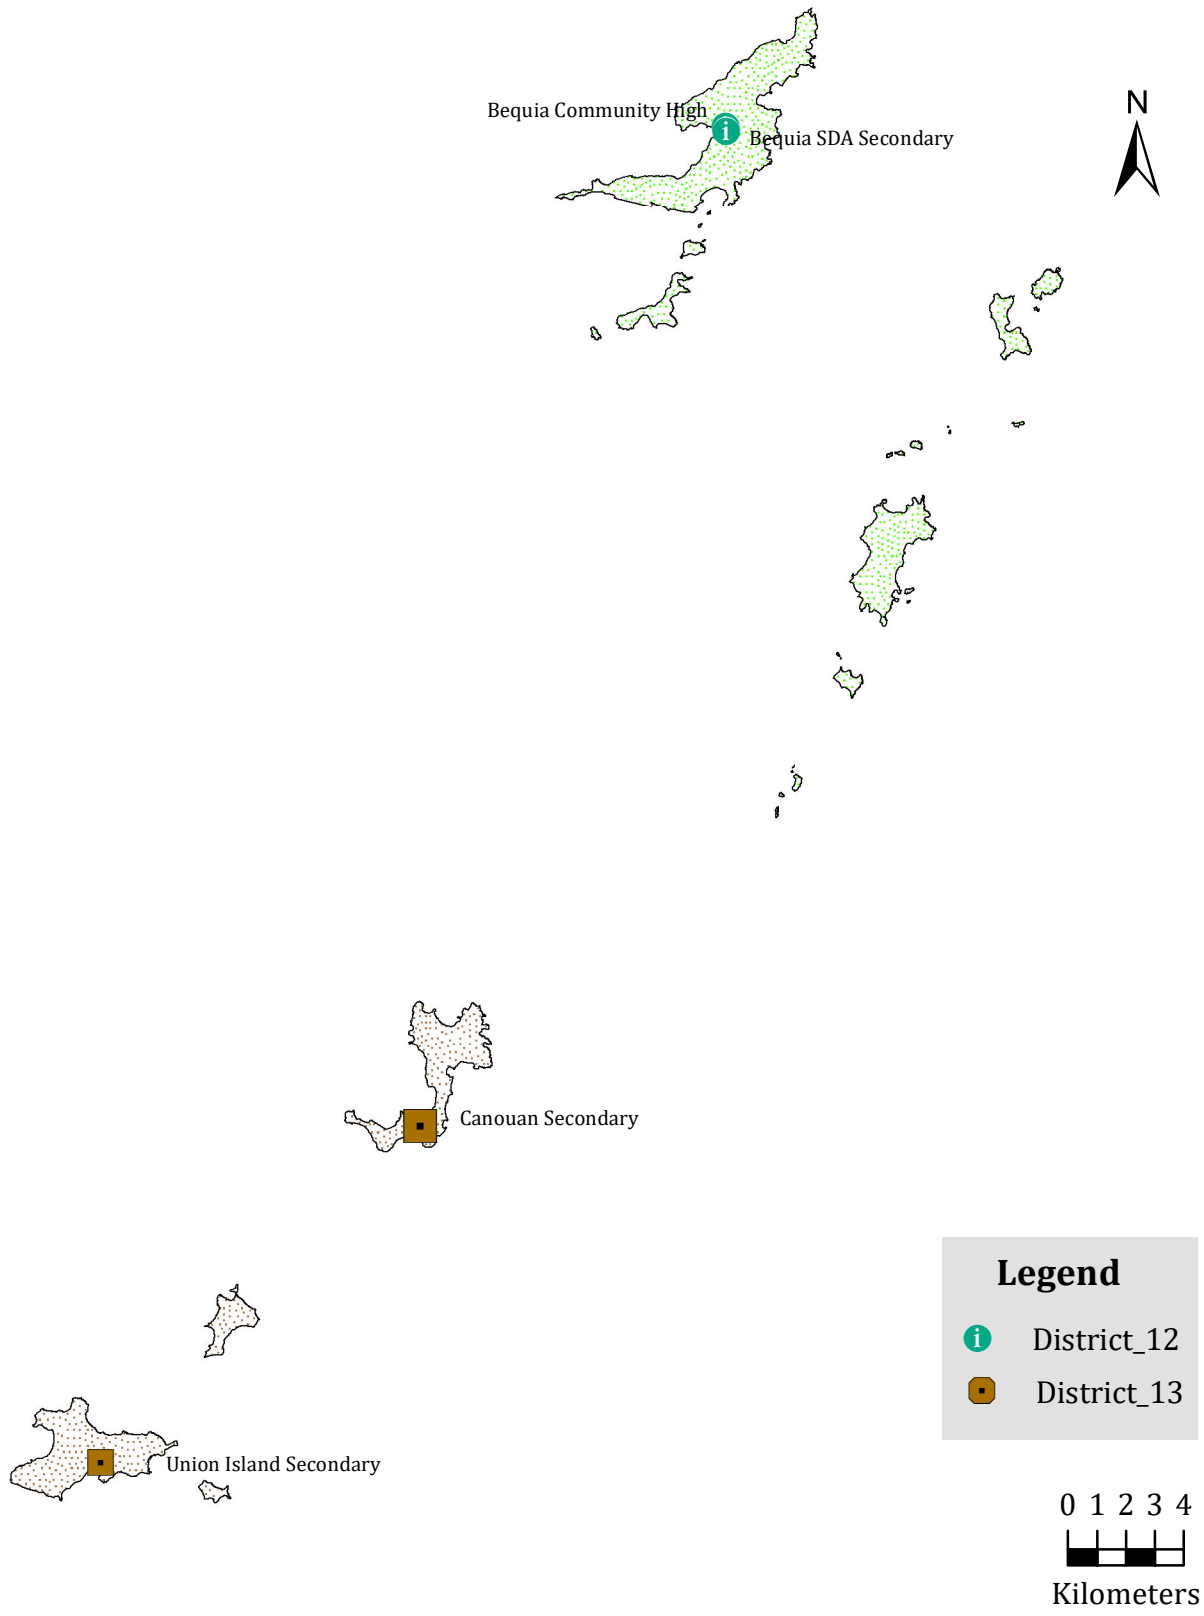 Bequia Community High
i
Bequia SDA Secondary
N
Canouan Secondary
Union Island Secondary
Legend
i District_12
District_13
0 1 2 3 4
Kilometers